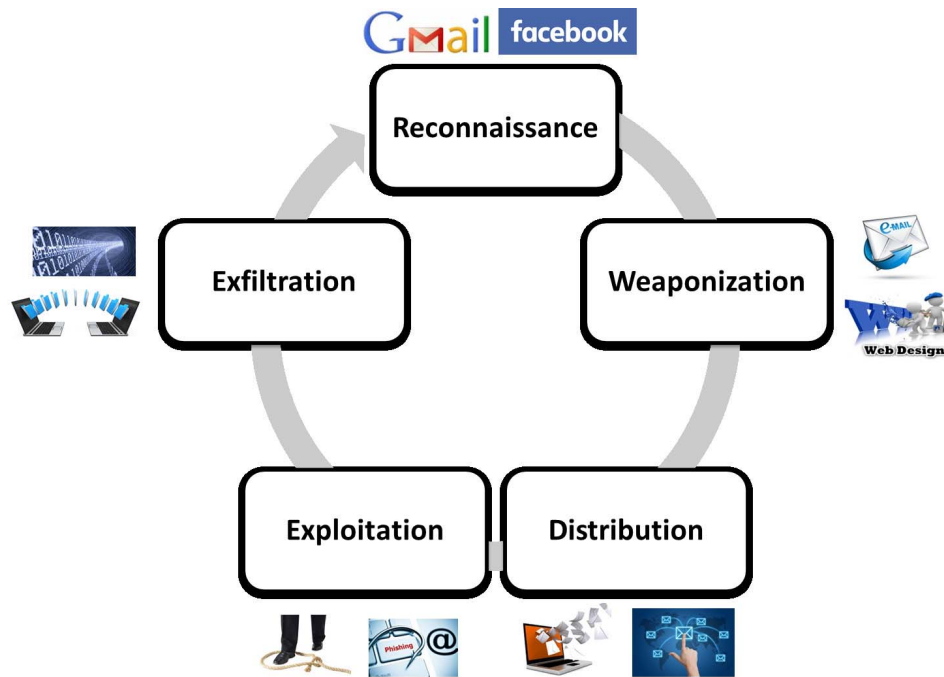 Gmail facebook
Reconnaissance
Exfiltration
Weaponization
e-MAIL
W
Web Design
Exploitation
Distribution
Phishing @